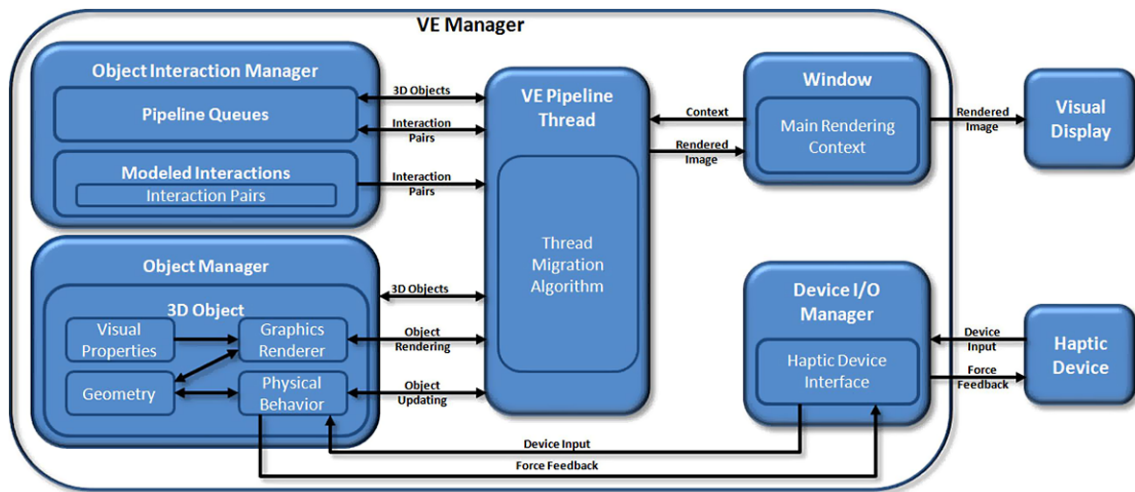 VE Manager
Object Interaction Manager
Pipeline Queues
Modeled Interactions
Interaction Pairs
3D Objects
Interaction
Pairs
Interaction
Pairs
VE Pipeline
Thread
Thread
Migration
Algorithm
Context
Rendered
Image
Window
Main Rendering
Context
Rendered
Image
Visual
Display
Object Manager
3D Object
Visual
Properties
Graphics
Renderer
Geometry
Physical
Behavior
3D Objects
Object
Rendering
Object
Updating
Device I/O
Manager
Haptic Device
Interface
Device
Input
Force
Feedback
Haptic
Device
Device Input
Force Feedback